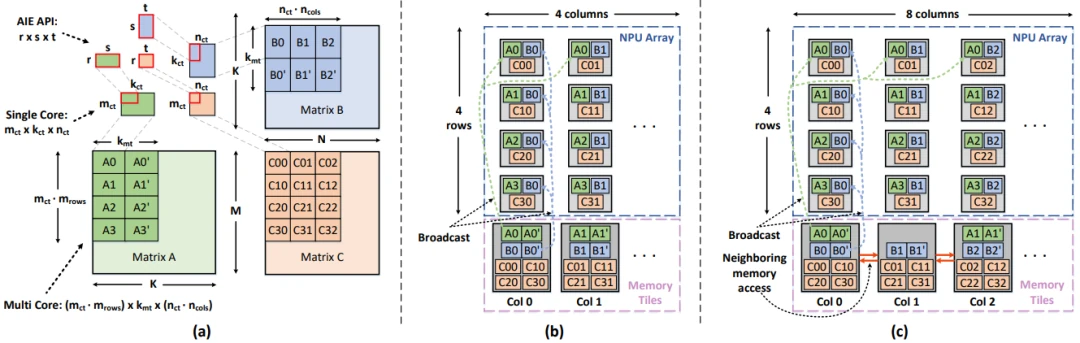 AIE API:
r x s x t
t
s
s
t
r
r
n_ct
k_ct
k_ct
n_ct
m_ct
m_ct
Single Core:
m_ct x k_ct x n_ct
k_mt
n_ct · n_cols
K
k_mt
B0 B1 B2
B0' B1' B2'
Matrix B
N
m_ct · m_rows
A0 A0'
A1 A1'
A2 A2'
A3 A3'
Matrix A
K
M
C00 C01 C02
C10 C11 C12
C20 C21 C22
C30 C31 C32
Matrix C
Multi Core: (m_ct · m_rows) x k_mt x (n_ct · n_cols)
(a)
4 columns
NPU Array
4
rows
A0 B0 A0 B1
C00 C01
A1 B0 A1 B1
C10 C11
A2 B0 A2 B1
C20 C21
A3 B0 A3 B1
C30 C31
. . .
Broadcast
A0 A0' A1 A1'
B0 B0' B1 B1'
C00 C10 C01 C11
C20 C30 C21 C31
. . .
Col 0 Col 1
Memory
Tiles
(b)
8 columns
NPU Array
4
rows
A0 B0 A0 B1 A0 B2
C00 C01 C02
A1 B0 A1 B1 A1 B2
C10 C11 C12
A2 B0 A2 B1 A2 B2
C20 C21 C22
A3 B0 A3 B1 A3 B2
C30 C31 C32
. . .
Broadcast
Neighboring
memory
access
A0 A0' A1 A1'
B0 B0' B1 B1' B2 B2'
C00 C10 C01 C11 C02 C12
C20 C30 C21 C31 C22 C32
. . .
Col 0 Col 1 Col 2
Memory
Tiles
(c)